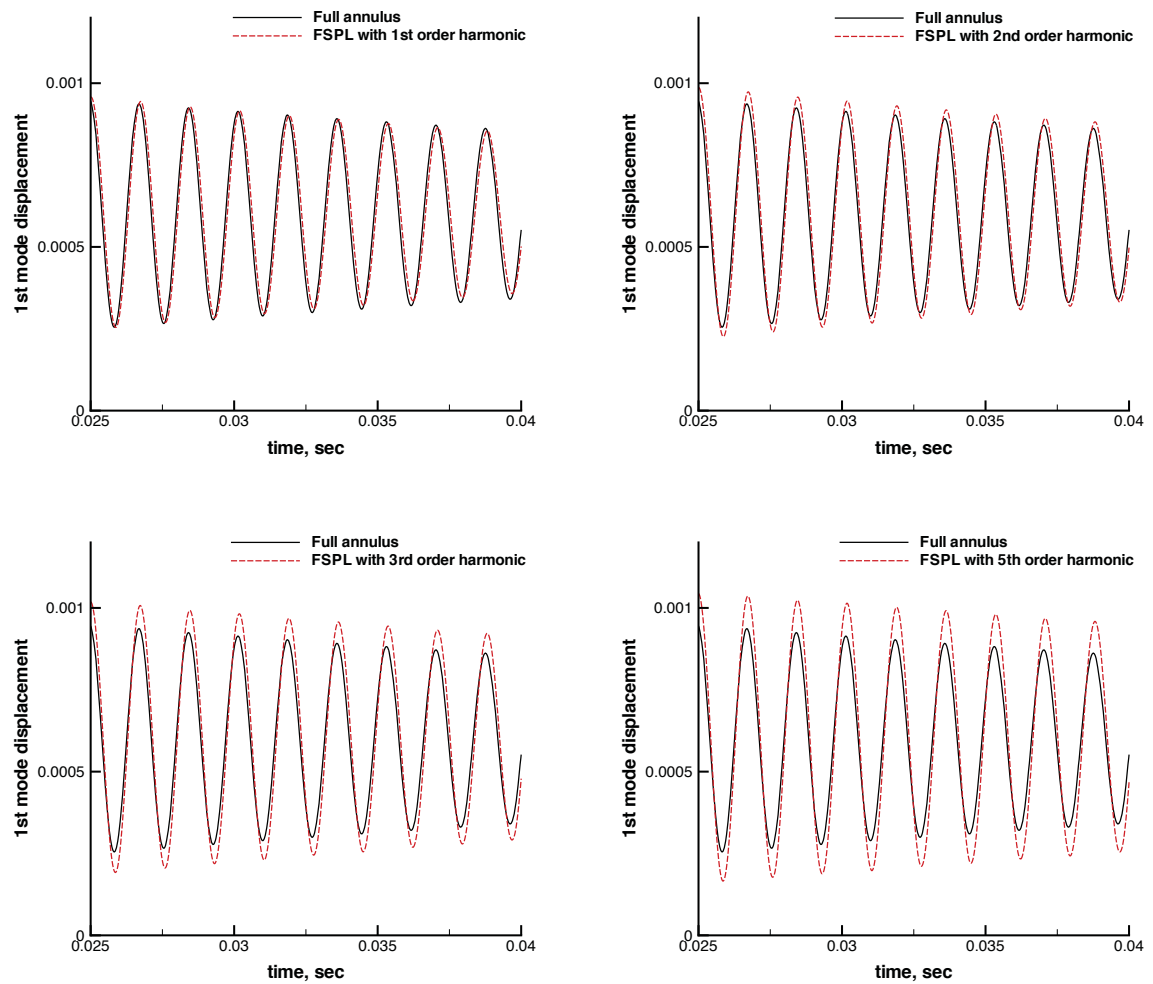 Full annulus
FSPL with 1st order harmonic
1st mode displacement
0.001
0.0005
0
0.025
0.03
0.035
0.04
time, sec
Full annulus
FSPL with 2nd order harmonic
1st mode displacement
0.001
0.0005
0
0.025
0.03
0.035
0.04
time, sec
Full annulus
FSPL with 3rd order harmonic
1st mode displacement
0.001
0.0005
0
0.025
0.03
0.035
0.04
time, sec
Full annulus
FSPL with 5th order harmonic
1st mode displacement
0.001
0.0005
0
0.025
0.03
0.035
0.04
time, sec